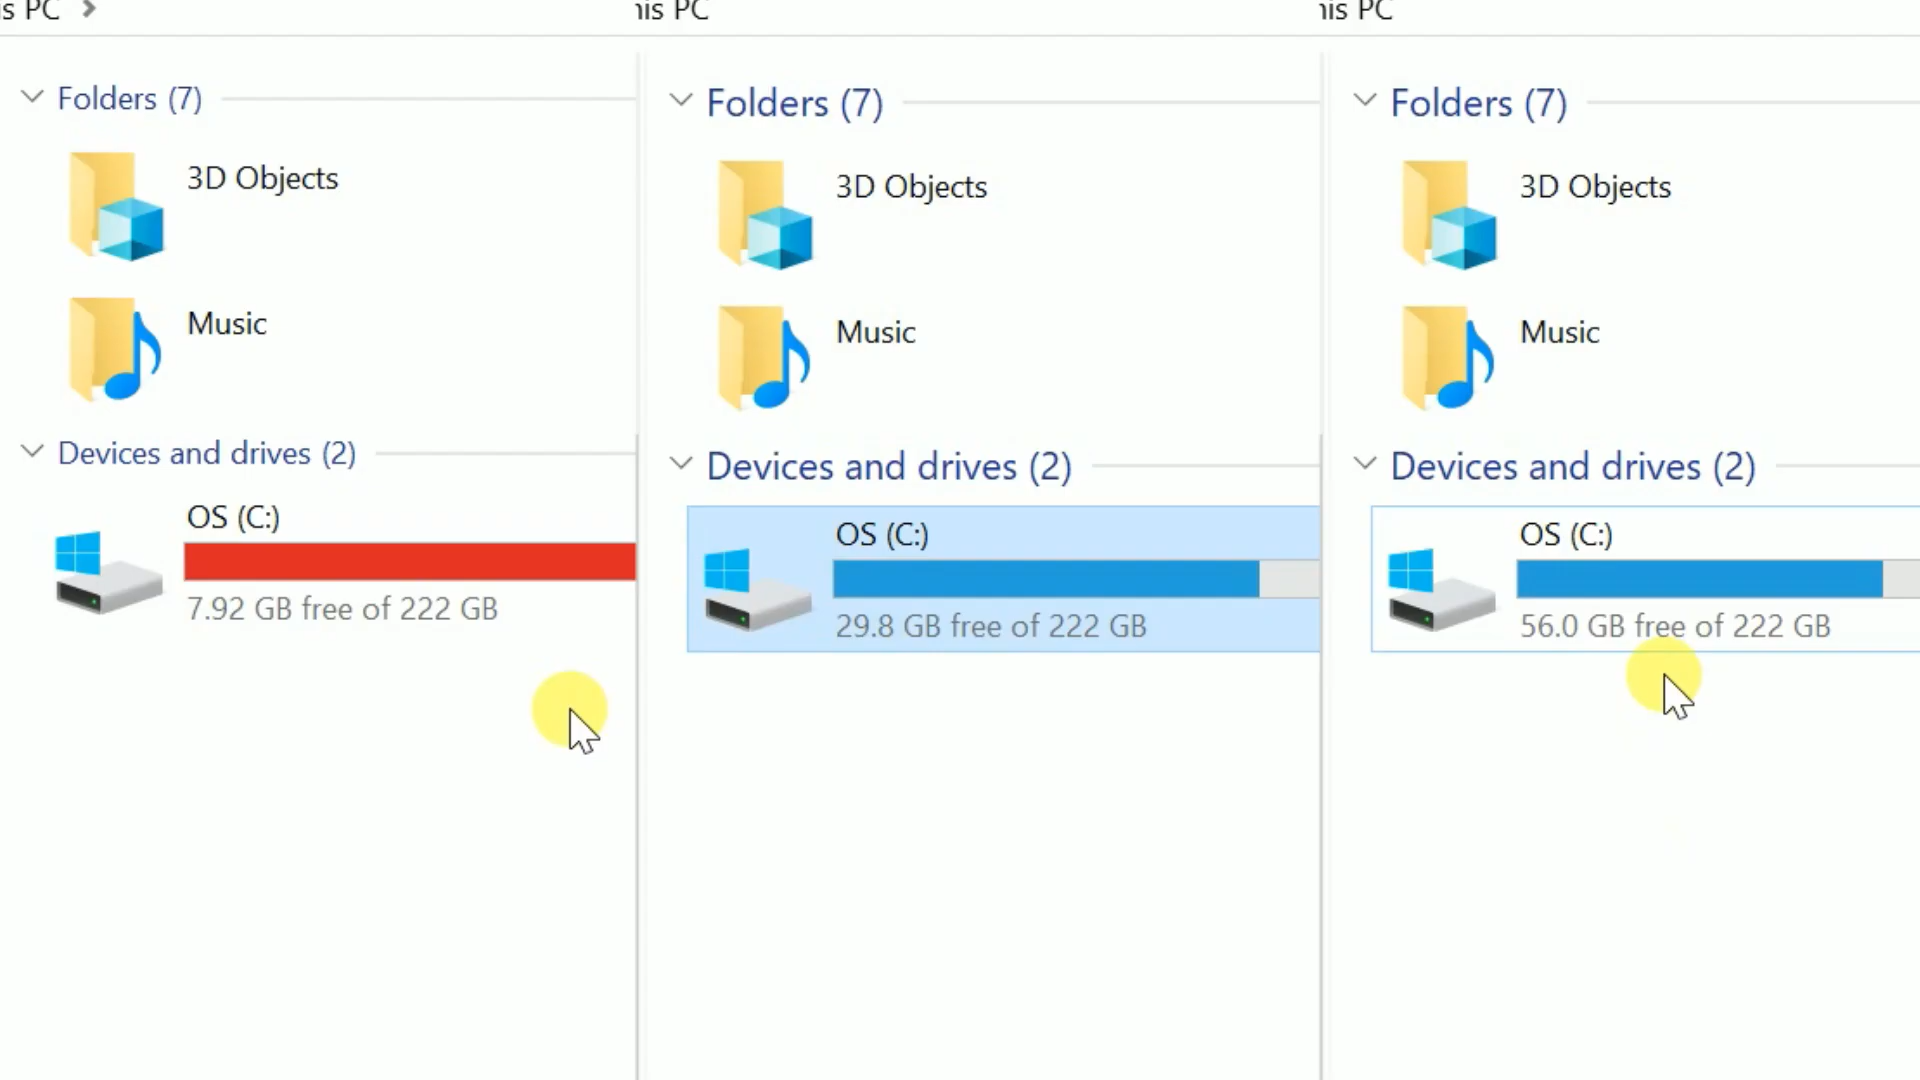 is PC
Folders (7)
3D Objects
Music
Devices and drives (2)
OS (C:)
7.92 GB free of 222 GB
his PC
Folders (7)
3D Objects
Music
Devices and drives (2)
OS (C:)
29.8 GB free of 222 GB
his PC
Folders (7)
3D Objects
Music
Devices and drives (2)
OS (C:)
56.0 GB free of 222 GB